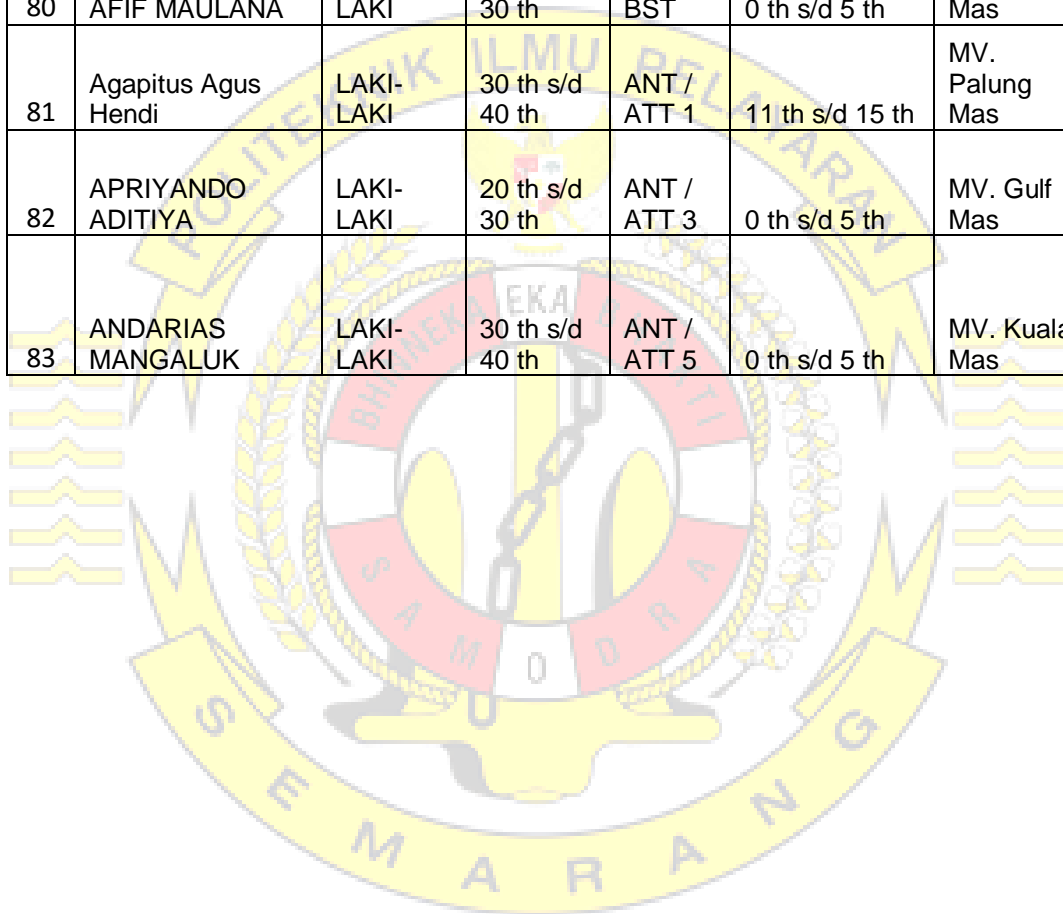 80 AFIF MAULANA LAKI 30 th BST 0 th s/d 5 th Mas
MV.
Agapitus Agus LAKI- 30 th s/d ANT / Palung
81 Hendi LAKI 40 th ATT 1 11 th s/d 15 th Mas
APRIYANDO LAKI- 20 th s/d ANT / MV. Gulf
82 ADITIYA LAKI 30 th ATT 3 0 th s/d 5 th Mas
ANDARIAS LAKI- 30 th s/d ANT / MV. Kuala
83 MANGALUK LAKI 40 th ATT 5 0 th s/d 5 th Mas
POLITEKNIK ILMU PELAYARAN
BHINNEKA EKA BHAKTI
SAMODRA
SEMARANG